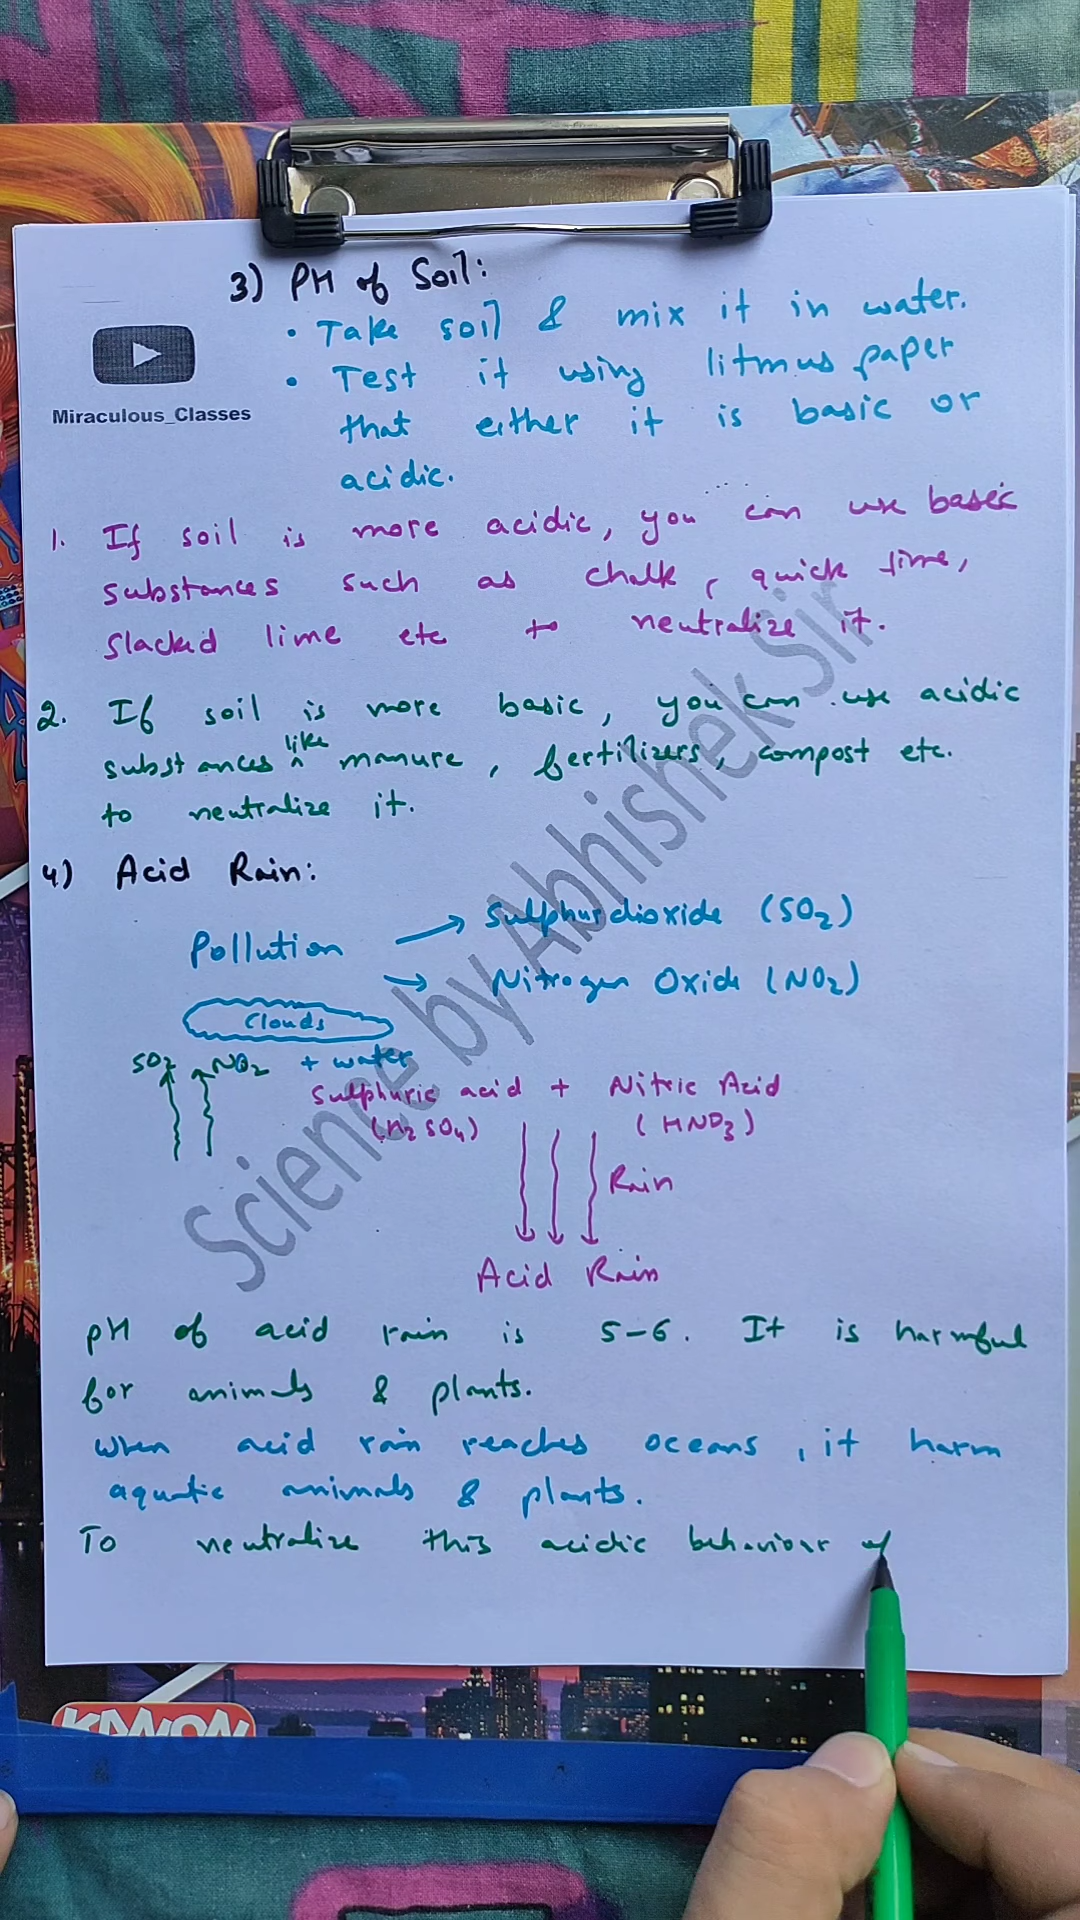 3) PH of Soil:
• Take soil & mix it in water.
Miraculous_Classes
• Test it using litmus paper
that either it is basic or
acidic.
1. If soil is more acidic, you can use basic
substances such as chalk, quick lime,
slacked lime etc to neutralize it.
2. If soil is more basic, you can use acidic
substances like manure, fertilizers, compost etc.
to neutralize it.
4) Acid Rain:
Pollution → Sulphur dioxide (SO2)
→ Nitrogen Oxide (NO2)
Clouds
SO2 NO2 + water
Sulphuric acid + Nitric Acid
(H2SO4) (HNO3)
Rain
Acid Rain
pH of acid rain is 5-6. It is harmful
for animals & plants.
When acid rain reaches oceans, it harm
aquatic animals & plants.
To neutralize this acidic behaviour of
Science by Abhishek Sir
KANON